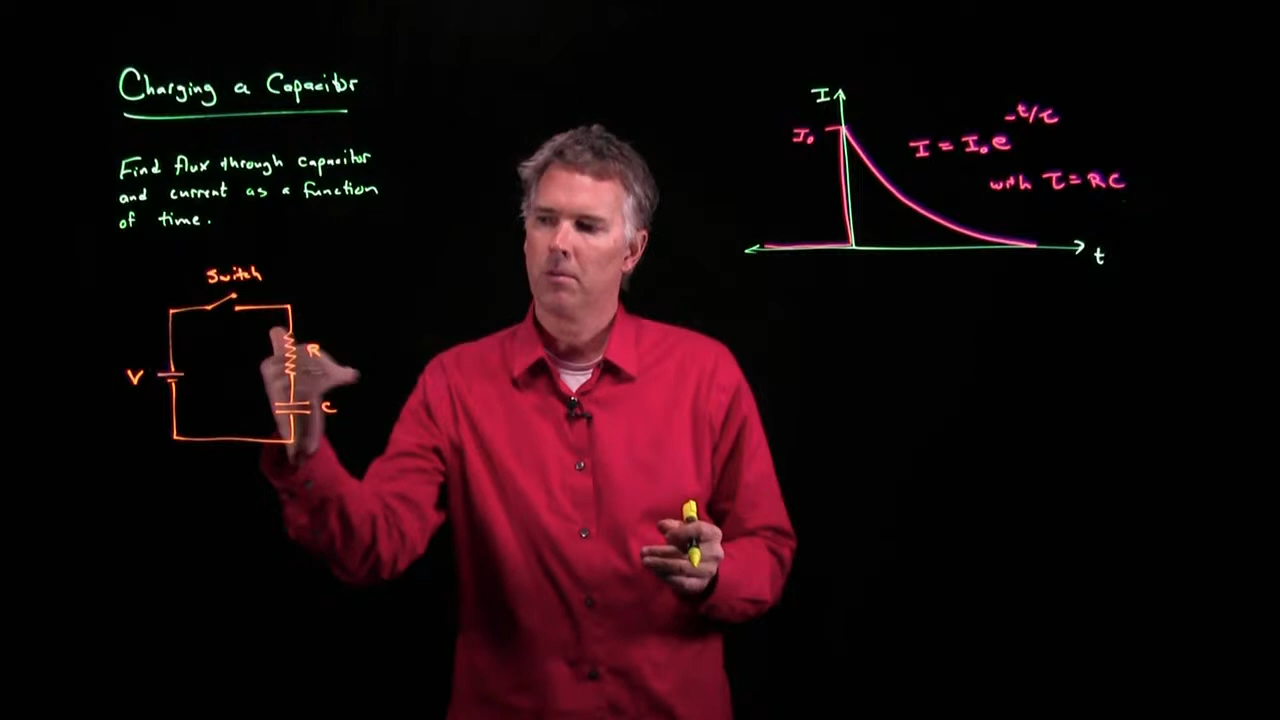 Charging a Capacitor
Find flux through capacitor
and current as a function
of time.
Switch
V
R
C
I
I₀
I = I₀e^(-t/τ)
with τ = RC
t